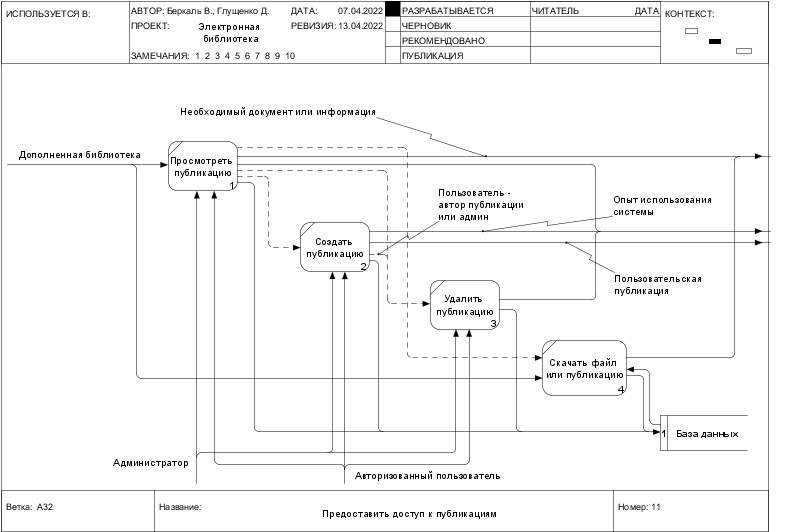 ИСПОЛЬЗУЕТСЯ В:
АВТОР: Беркаль В., Глущенко Д.
ДАТА: 07.04.2022
ПРОЕКТ: Электронная
библиотека
РЕВИЗИЯ: 13.04.2022
ЗАМЕЧАНИЯ: 1 2 3 4 5 6 7 8 9 10
РАЗРАБАТЫВАЕТСЯ
ЧЕРНОВИК
РЕКОМЕНДОВАНО
ПУБЛИКАЦИЯ
ЧИТАТЕЛЬ
ДАТА
КОНТЕКСТ:
Необходимый документ или информация
Дополненная библиотека
Просмотреть
публикацию
1
Пользователь -
автор публикации
или админ
Опыт использования
системы
Создать
публикацию
2
Пользовательская
публикация
Удалить
публикацию
3
Скачать файл
или публикацию
4
1 База данных
Администратор
Авторизованный пользователь
Ветка: A32
Название:
Предоставить доступ к публикациям
Номер: 11